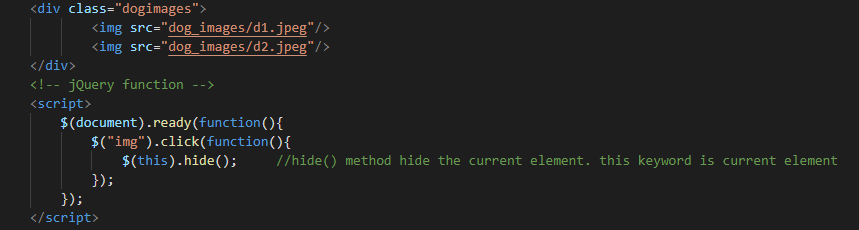 <div class="dogimages">
<img src="dog_images/d1.jpeg"/>
<img src="dog_images/d2.jpeg"/>
</div>
<!-- jQuery function -->
<script>
$(document).ready(function(){
$("img").click(function(){
$(this).hide(); //hide() method hide the current element. this keyword is current element
});
});
</script>